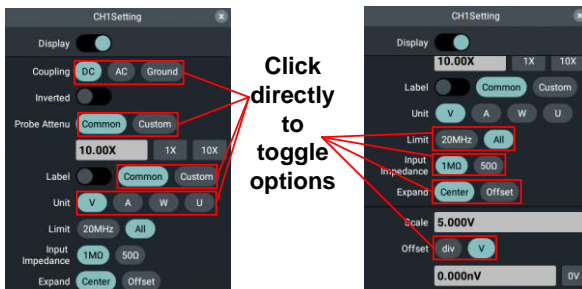 CH1Setting
Display
Coupling DC AC Ground
Inverted
Probe Attenu Common Custom
10.00X 1X 10X
Label Common Custom
Unit V A W U
Limit 20MHz All
Input Impedance 1MΩ 50Ω
Expand Center Offset
Click
directly
to
toggle
options
CH1Setting
Display
10.00X 1X 10X
Label Common Custom
Unit V A W U
Limit 20MHz All
Input Impedance 1MΩ 50Ω
Expand Center Offset
Scale 5.000V
Offset div V
0.000nV 0V